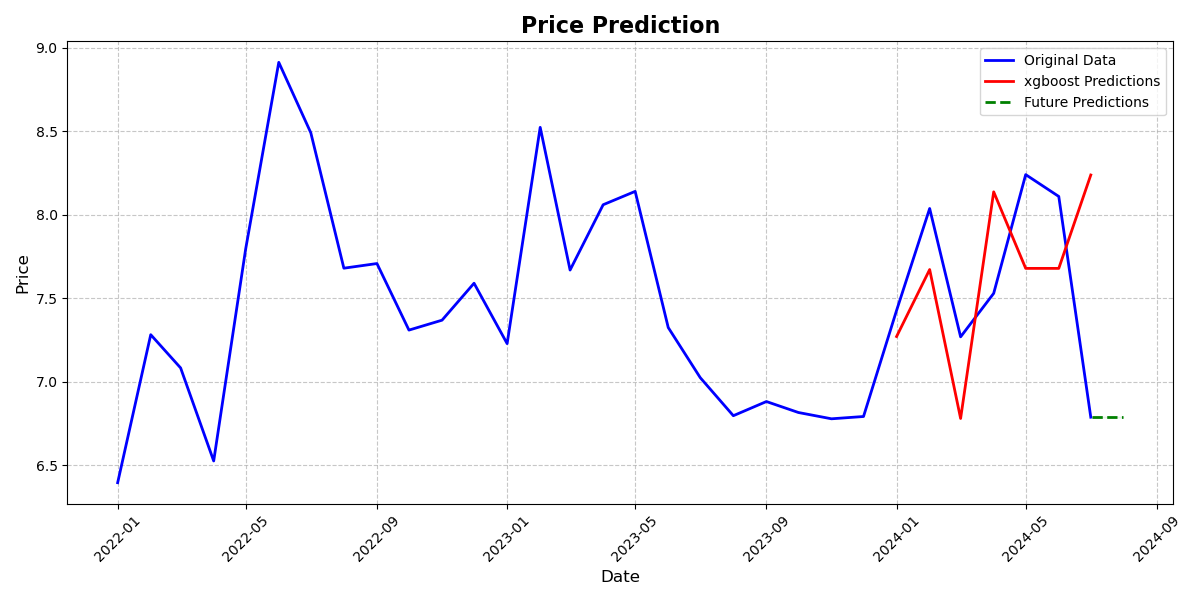 Price Prediction
Original Data
xgboost Predictions
Future Predictions
Price
9.0
8.5
8.0
7.5
7.0
6.5
2022-01
2022-05
2022-09
2023-01
2023-05
2023-09
2024-01
2024-05
2024-09
Date